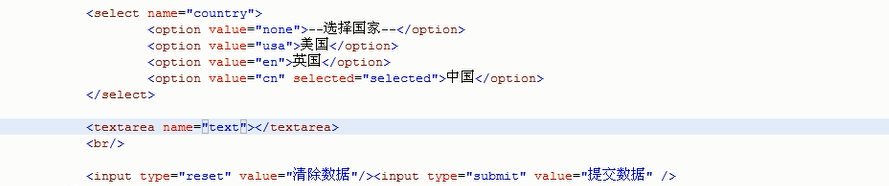 <select name="country">
<option value="none">--选择国家--</option>
<option value="usa">美国</option>
<option value="en">英国</option>
<option value="cn" selected="selected">中国</option>
</select>
<textarea name="text"></textarea>
<br/>
<input type="reset" value="清除数据"/><input type="submit" value="提交数据" />